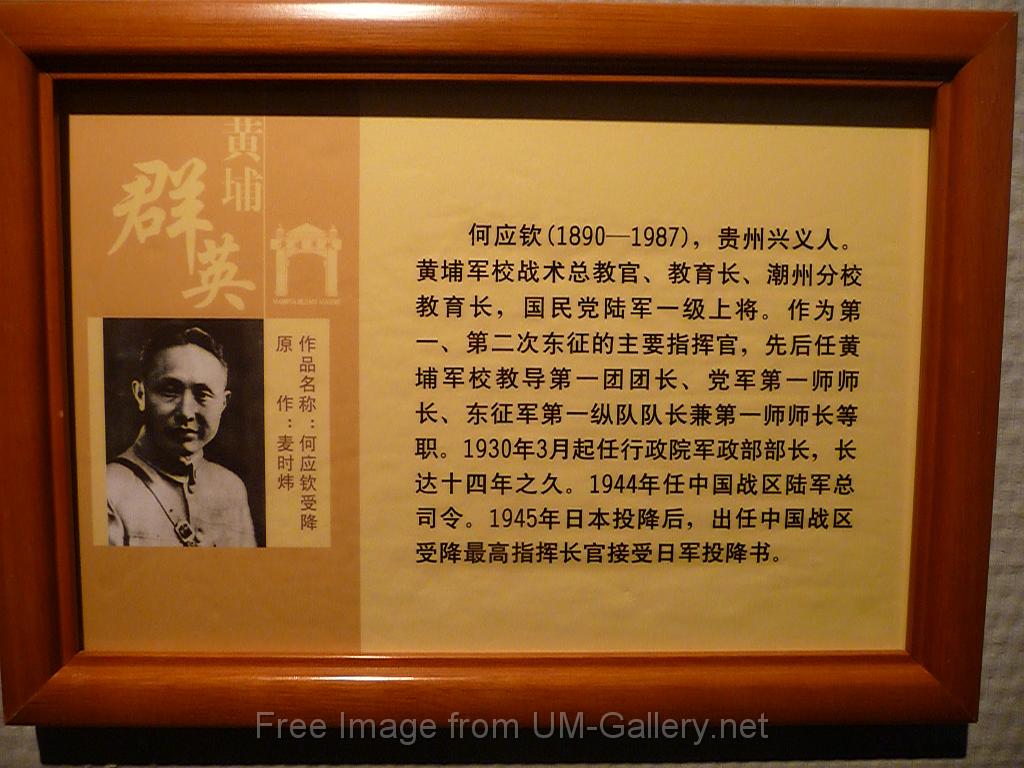 黄埔
群英
作品名称：何应钦受降
原　作：麦时炜
何应钦(1890—1987)，贵州兴义人。
黄埔军校战术总教官、教育长、潮州分校
教育长，国民党陆军一级上将。作为第
一、第二次东征的主要指挥官，先后任黄
埔军校教导第一团团长、党军第一师师
长、东征军第一纵队队长兼第一师师长等
职。1930年3月起任行政院军政部部长，长
达十四年之久。1944年任中国战区陆军总
司令。1945年日本投降后，出任中国战区
受降最高指挥长官接受日军投降书。
Free Image from UM-Gallery.net